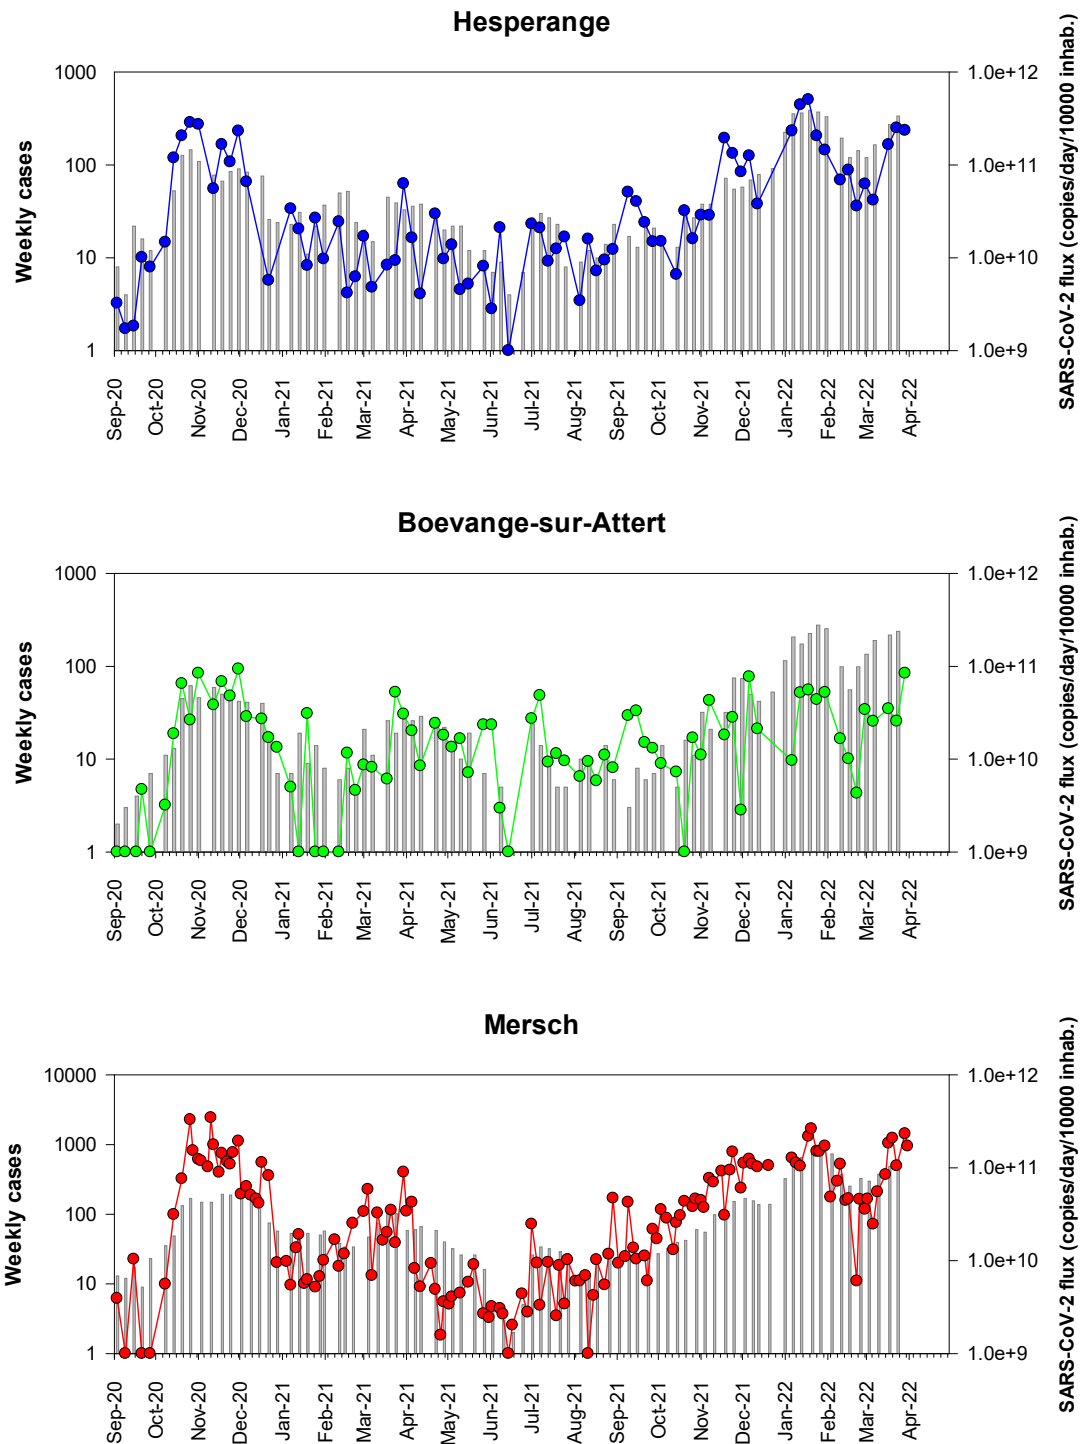 Hesperange
Weekly cases
1000
100
10
1
1.0e+12
1.0e+11
1.0e+10
1.0e+9
SARS-CoV-2 flux (copies/day/10000 inhab.)
Sep-20
Oct-20
Nov-20
Dec-20
Jan-21
Feb-21
Mar-21
Apr-21
May-21
Jun-21
Jul-21
Aug-21
Sep-21
Oct-21
Nov-21
Dec-21
Jan-22
Feb-22
Mar-22
Apr-22
Boevange-sur-Attert
Weekly cases
1000
100
10
1
1.0e+12
1.0e+11
1.0e+10
1.0e+9
SARS-CoV-2 flux (copies/day/10000 inhab.)
Sep-20
Oct-20
Nov-20
Dec-20
Jan-21
Feb-21
Mar-21
Apr-21
May-21
Jun-21
Jul-21
Aug-21
Sep-21
Oct-21
Nov-21
Dec-21
Jan-22
Feb-22
Mar-22
Apr-22
Mersch
Weekly cases
10000
1000
100
10
1
1.0e+12
1.0e+11
1.0e+10
1.0e+9
SARS-CoV-2 flux (copies/day/10000 inhab.)
Sep-20
Oct-20
Nov-20
Dec-20
Jan-21
Feb-21
Mar-21
Apr-21
May-21
Jun-21
Jul-21
Aug-21
Sep-21
Oct-21
Nov-21
Dec-21
Jan-22
Feb-22
Mar-22
Apr-22